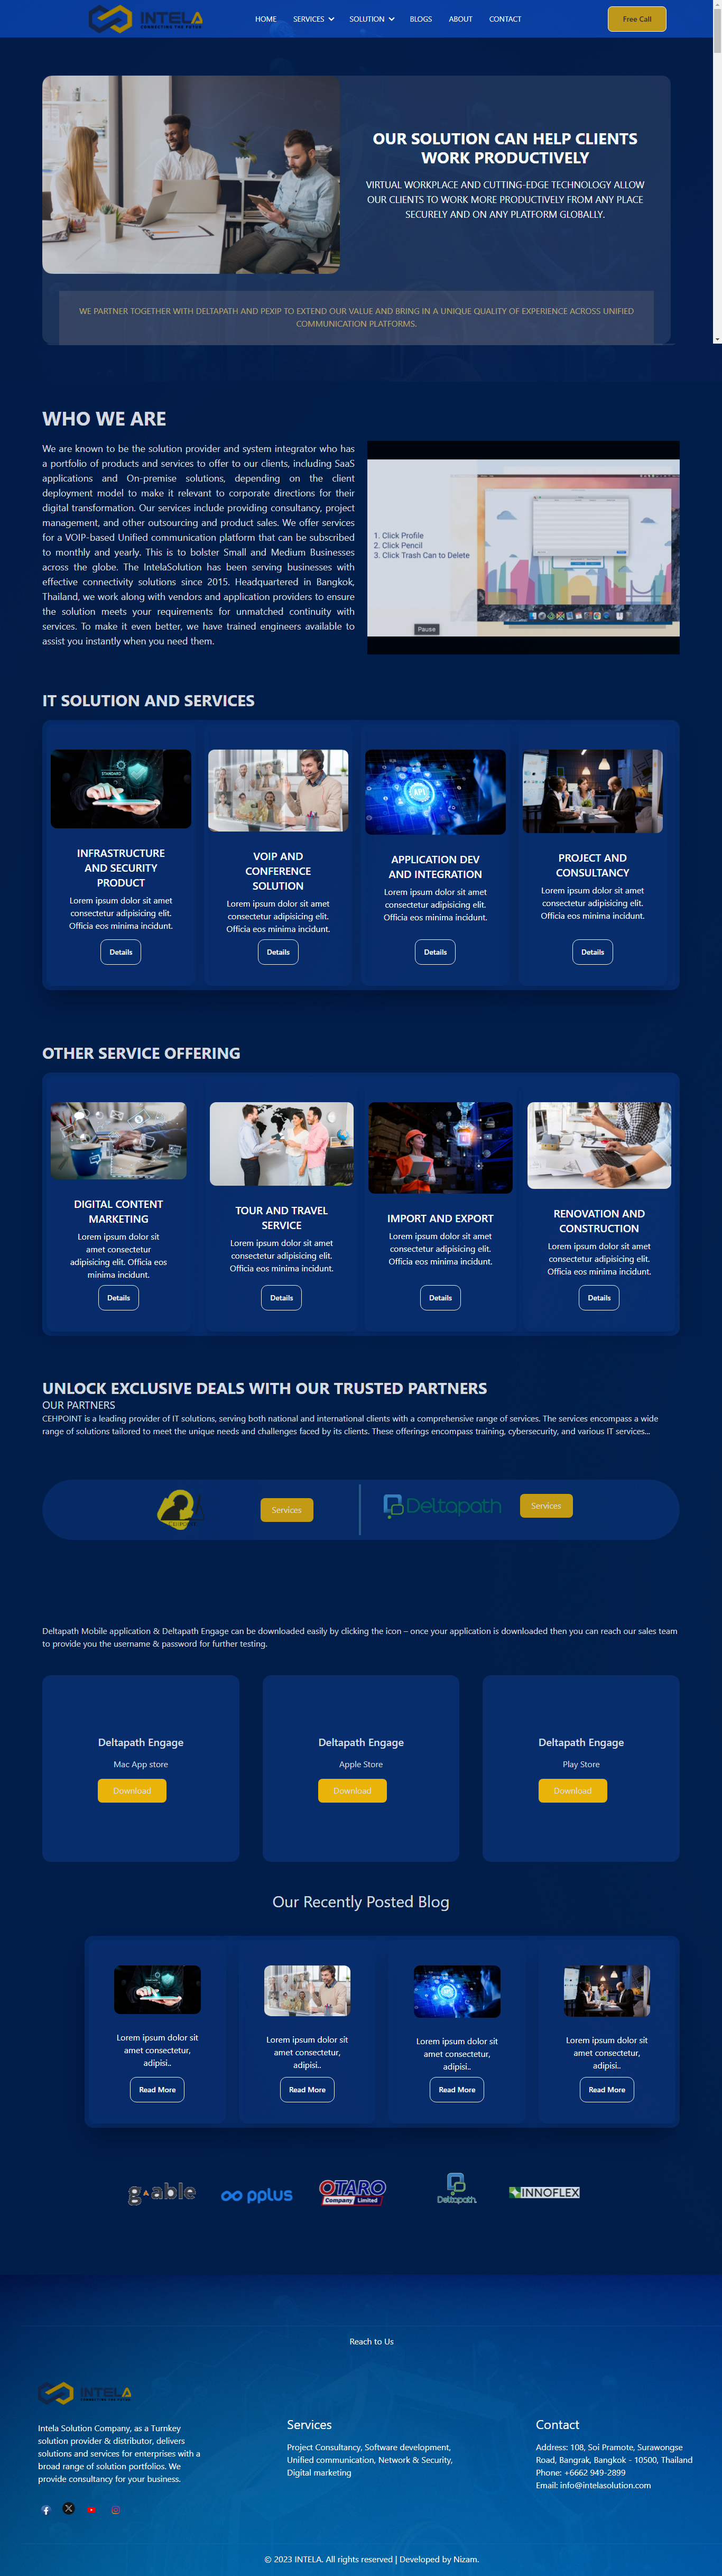 INTELA
CONNECTING THE FUTUR
HOME
SERVICES
SOLUTION
BLOGS
ABOUT
CONTACT
Free Call
OUR SOLUTION CAN HELP CLIENTS
WORK PRODUCTIVELY
VIRTUAL WORKPLACE AND CUTTING-EDGE TECHNOLOGY ALLOW
OUR CLIENTS TO WORK MORE PRODUCTIVELY FROM ANY PLACE
SECURELY AND ON ANY PLATFORM GLOBALLY.
WE PARTNER TOGETHER WITH DELTAPATH AND PEXIP TO EXTEND OUR VALUE AND BRING IN A UNIQUE QUALITY OF EXPERIENCE ACROSS UNIFIED
COMMUNICATION PLATFORMS.
WHO WE ARE
We are known to be the solution provider and system integrator who has
a portfolio of products and services to offer to our clients, including SaaS
applications and On-premise solutions, depending on the client
deployment model to make it relevant to corporate directions for their
digital transformation. Our services include providing consultancy, project
management, and other outsourcing and product sales. We offer services
for a VOIP-based Unified communication platform that can be subscribed
to monthly and yearly. This is to bolster Small and Medium Businesses
across the globe. The IntelaSolution has been serving businesses with
effective connectivity solutions since 2015. Headquartered in Bangkok,
Thailand, we work along with vendors and application providers to ensure
the solution meets your requirements for unmatched continuity with
services. To make it even better, we have trained engineers available to
assist you instantly when you need them.
1. Click Profile
2. Click Pencil
3. Click Trash Can to Delete
Pause
IT SOLUTION AND SERVICES
STANDARD
API
INFRASTRUCTURE
AND SECURITY
PRODUCT
Lorem ipsum dolor sit amet
consectetur adipisicing elit.
Officia eos minima incidunt.
Details
VOIP AND
CONFERENCE
SOLUTION
Lorem ipsum dolor sit amet
consectetur adipisicing elit.
Officia eos minima incidunt.
Details
APPLICATION DEV
AND INTEGRATION
Lorem ipsum dolor sit amet
consectetur adipisicing elit.
Officia eos minima incidunt.
Details
PROJECT AND
CONSULTANCY
Lorem ipsum dolor sit amet
consectetur adipisicing elit.
Officia eos minima incidunt.
Details
OTHER SERVICE OFFERING
DIGITAL CONTENT
MARKETING
Lorem ipsum dolor sit
amet consectetur
adipisicing elit. Officia eos
minima incidunt.
Details
TOUR AND TRAVEL
SERVICE
Lorem ipsum dolor sit amet
consectetur adipisicing elit.
Officia eos minima incidunt.
Details
IMPORT AND EXPORT
Lorem ipsum dolor sit amet
consectetur adipisicing elit.
Officia eos minima incidunt.
Details
RENOVATION AND
CONSTRUCTION
Lorem ipsum dolor sit amet
consectetur adipisicing elit.
Officia eos minima incidunt.
Details
UNLOCK EXCLUSIVE DEALS WITH OUR TRUSTED PARTNERS
OUR PARTNERS
CEHPOINT is a leading provider of IT solutions, serving both national and international clients with a comprehensive range of services. The services encompass a wide
range of solutions tailored to meet the unique needs and challenges faced by its clients. These offerings encompass training, cybersecurity, and various IT services...
Services
Deltapath
Services
Deltapath Mobile application & Deltapath Engage can be downloaded easily by clicking the icon – once your application is downloaded then you can reach our sales team
to provide you the username & password for further testing.
Deltapath Engage
Mac App store
Download
Deltapath Engage
Apple Store
Download
Deltapath Engage
Play Store
Download
Our Recently Posted Blog
STANDARD
API
Lorem ipsum dolor sit
amet consectetur,
adipisi..
Read More
Lorem ipsum dolor sit
amet consectetur,
adipisi..
Read More
Lorem ipsum dolor sit
amet consectetur,
adipisi..
Read More
Lorem ipsum dolor sit
amet consectetur,
adipisi..
Read More
g-able
pplus
OTARO
Company Limited
Deltapath.
INNOFLEX
Reach to Us
INTELA
CONNECTING THE FUTUR
Intela Solution Company, as a Turnkey
solution provider & distributor, delivers
solutions and services for enterprises with a
broad range of solution portfolios. We
provide consultancy for your business.
Services
Project Consultancy, Software development,
Unified communication, Network & Security,
Digital marketing
Contact
Address: 108, Soi Pramote, Surawongse
Road, Bangrak, Bangkok - 10500, Thailand
Phone: +6662 949-2899
Email: info@intelasolution.com
© 2023 INTELA. All rights reserved | Developed by Nizam.